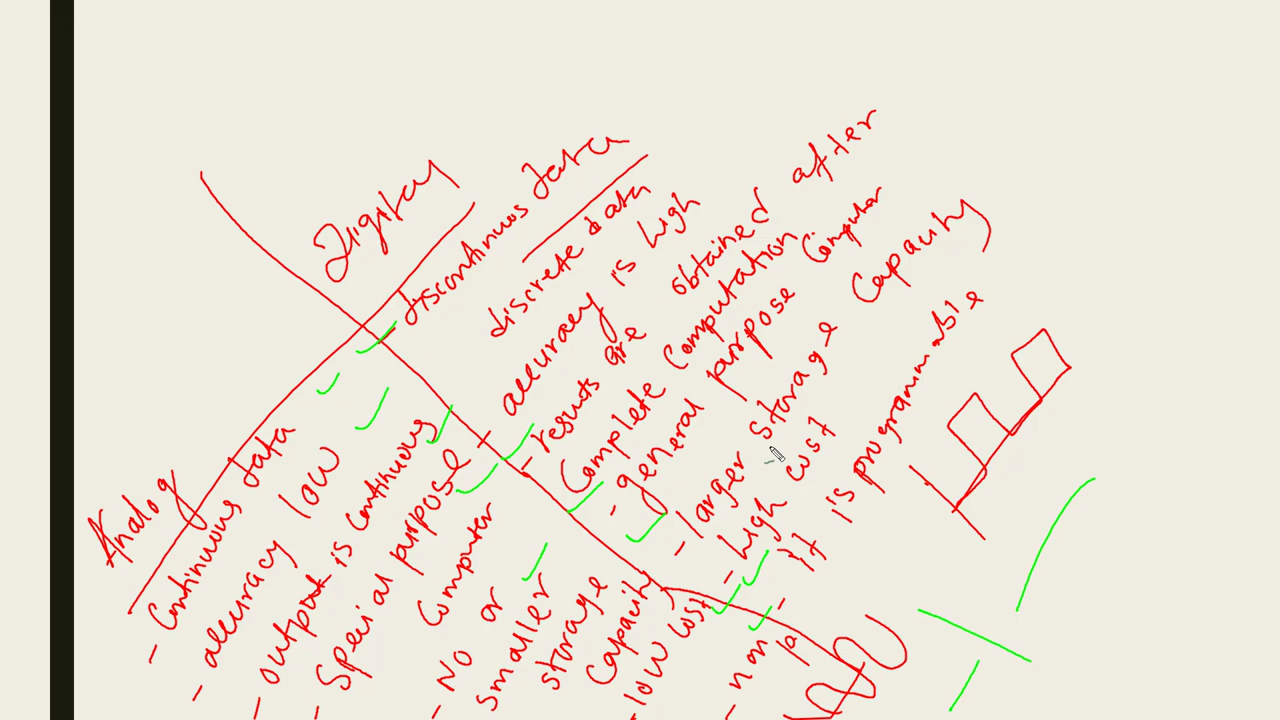 Digital
discontinuous Data
discrete data
- accuracy is high
- results are obtained after
Complete Computation
- general purpose Computer
- larger storage Capacity
- high cost
- it is programmable
Analog
- Continuous Data
- accuracy low
- output is continuous
- Special purpose
Computer
- No or
smaller
storage
Capacity
- low cost
- non